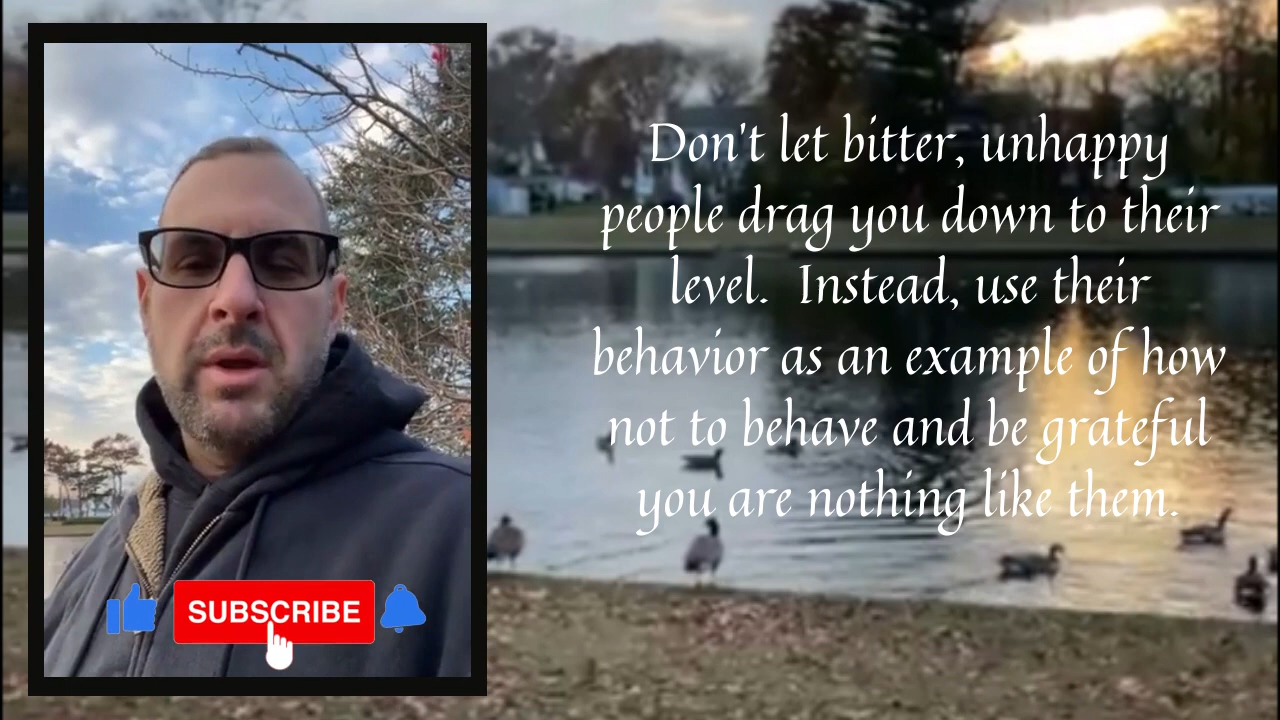 Don't let bitter, unhappy
people drag you down to their
level.  Instead, use their
behavior as an example of how
not to behave and be grateful
you are nothing like them.
SUBSCRIBE